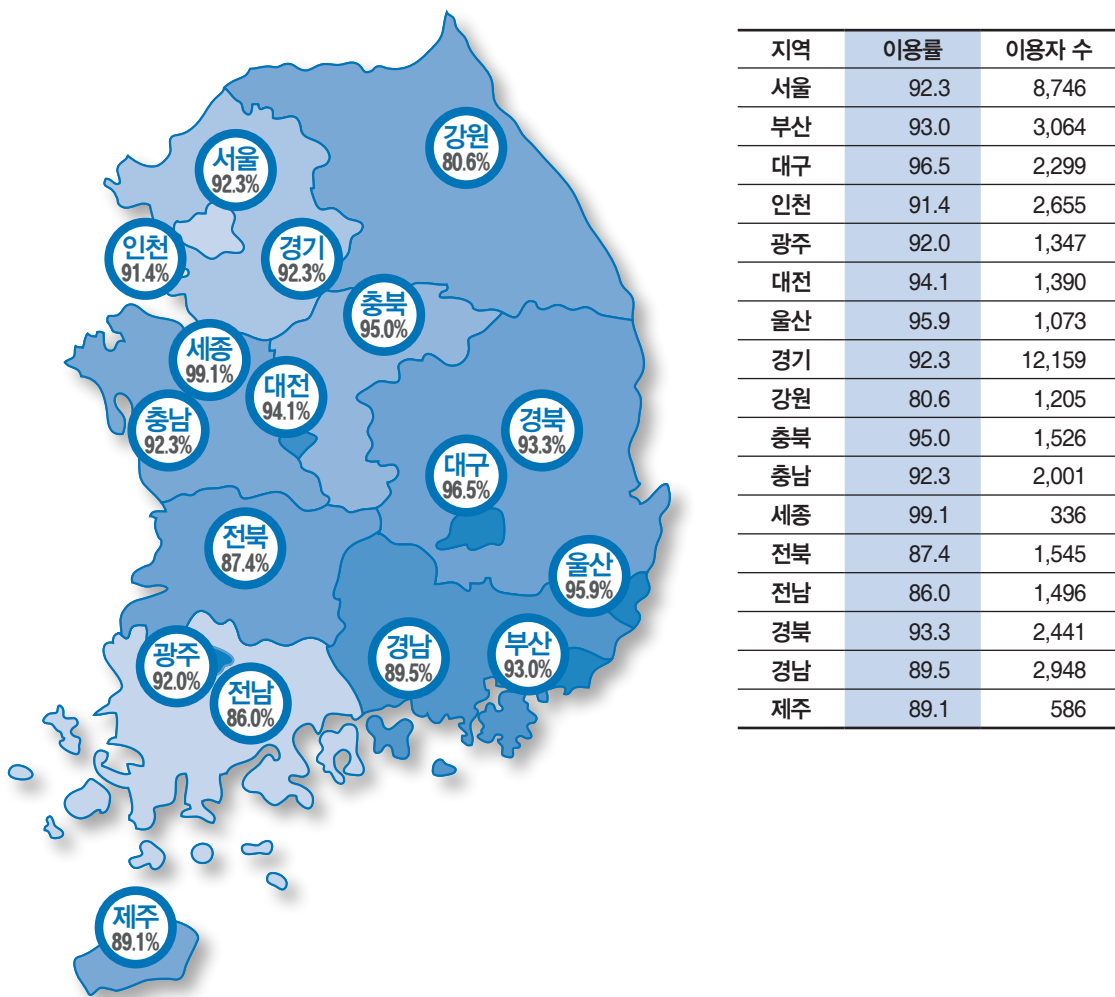 강원
80.6%
서울
92.3%
인천
91.4%
경기
92.3%
충북
95.0%
세종
99.1%
대전
94.1%
충남
92.3%
경북
93.3%
대구
96.5%
전북
87.4%
울산
95.9%
광주
92.0%
경남
89.5%
부산
93.0%
전남
86.0%
제주
89.1%
지역 이용률 이용자 수
서울 92.3 8,746
부산 93.0 3,064
대구 96.5 2,299
인천 91.4 2,655
광주 92.0 1,347
대전 94.1 1,390
울산 95.9 1,073
경기 92.3 12,159
강원 80.6 1,205
충북 95.0 1,526
충남 92.3 2,001
세종 99.1 336
전북 87.4 1,545
전남 86.0 1,496
경북 93.3 2,441
경남 89.5 2,948
제주 89.1 586